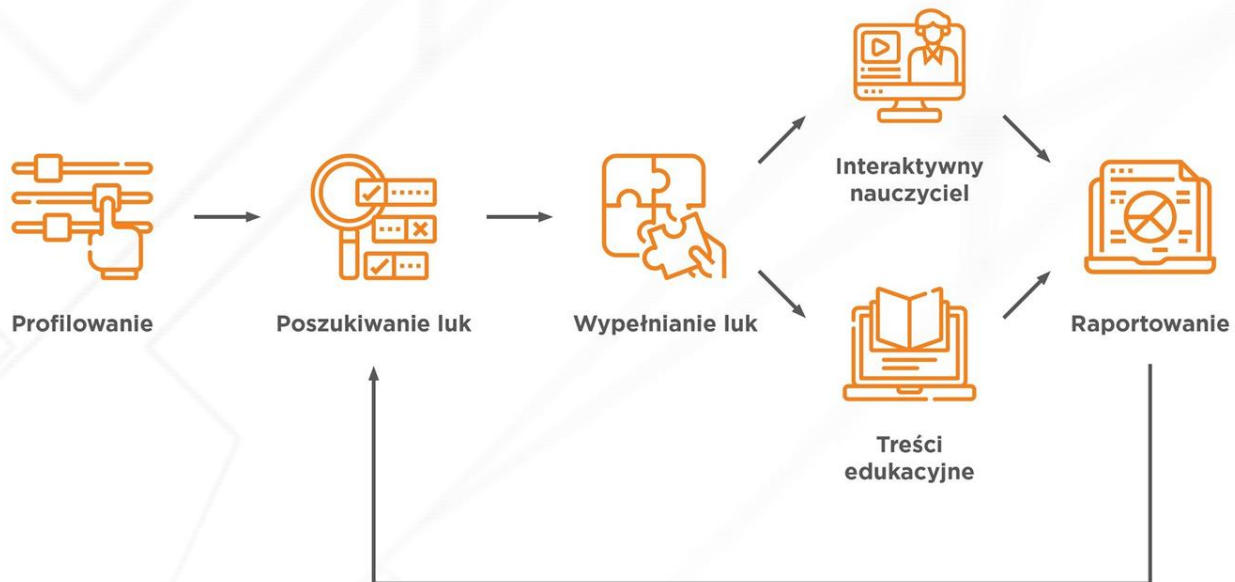 Profilowanie
Poszukiwanie luk
Wypełnianie luk
Interaktywny
nauczyciel
Treści
edukacyjne
Raportowanie